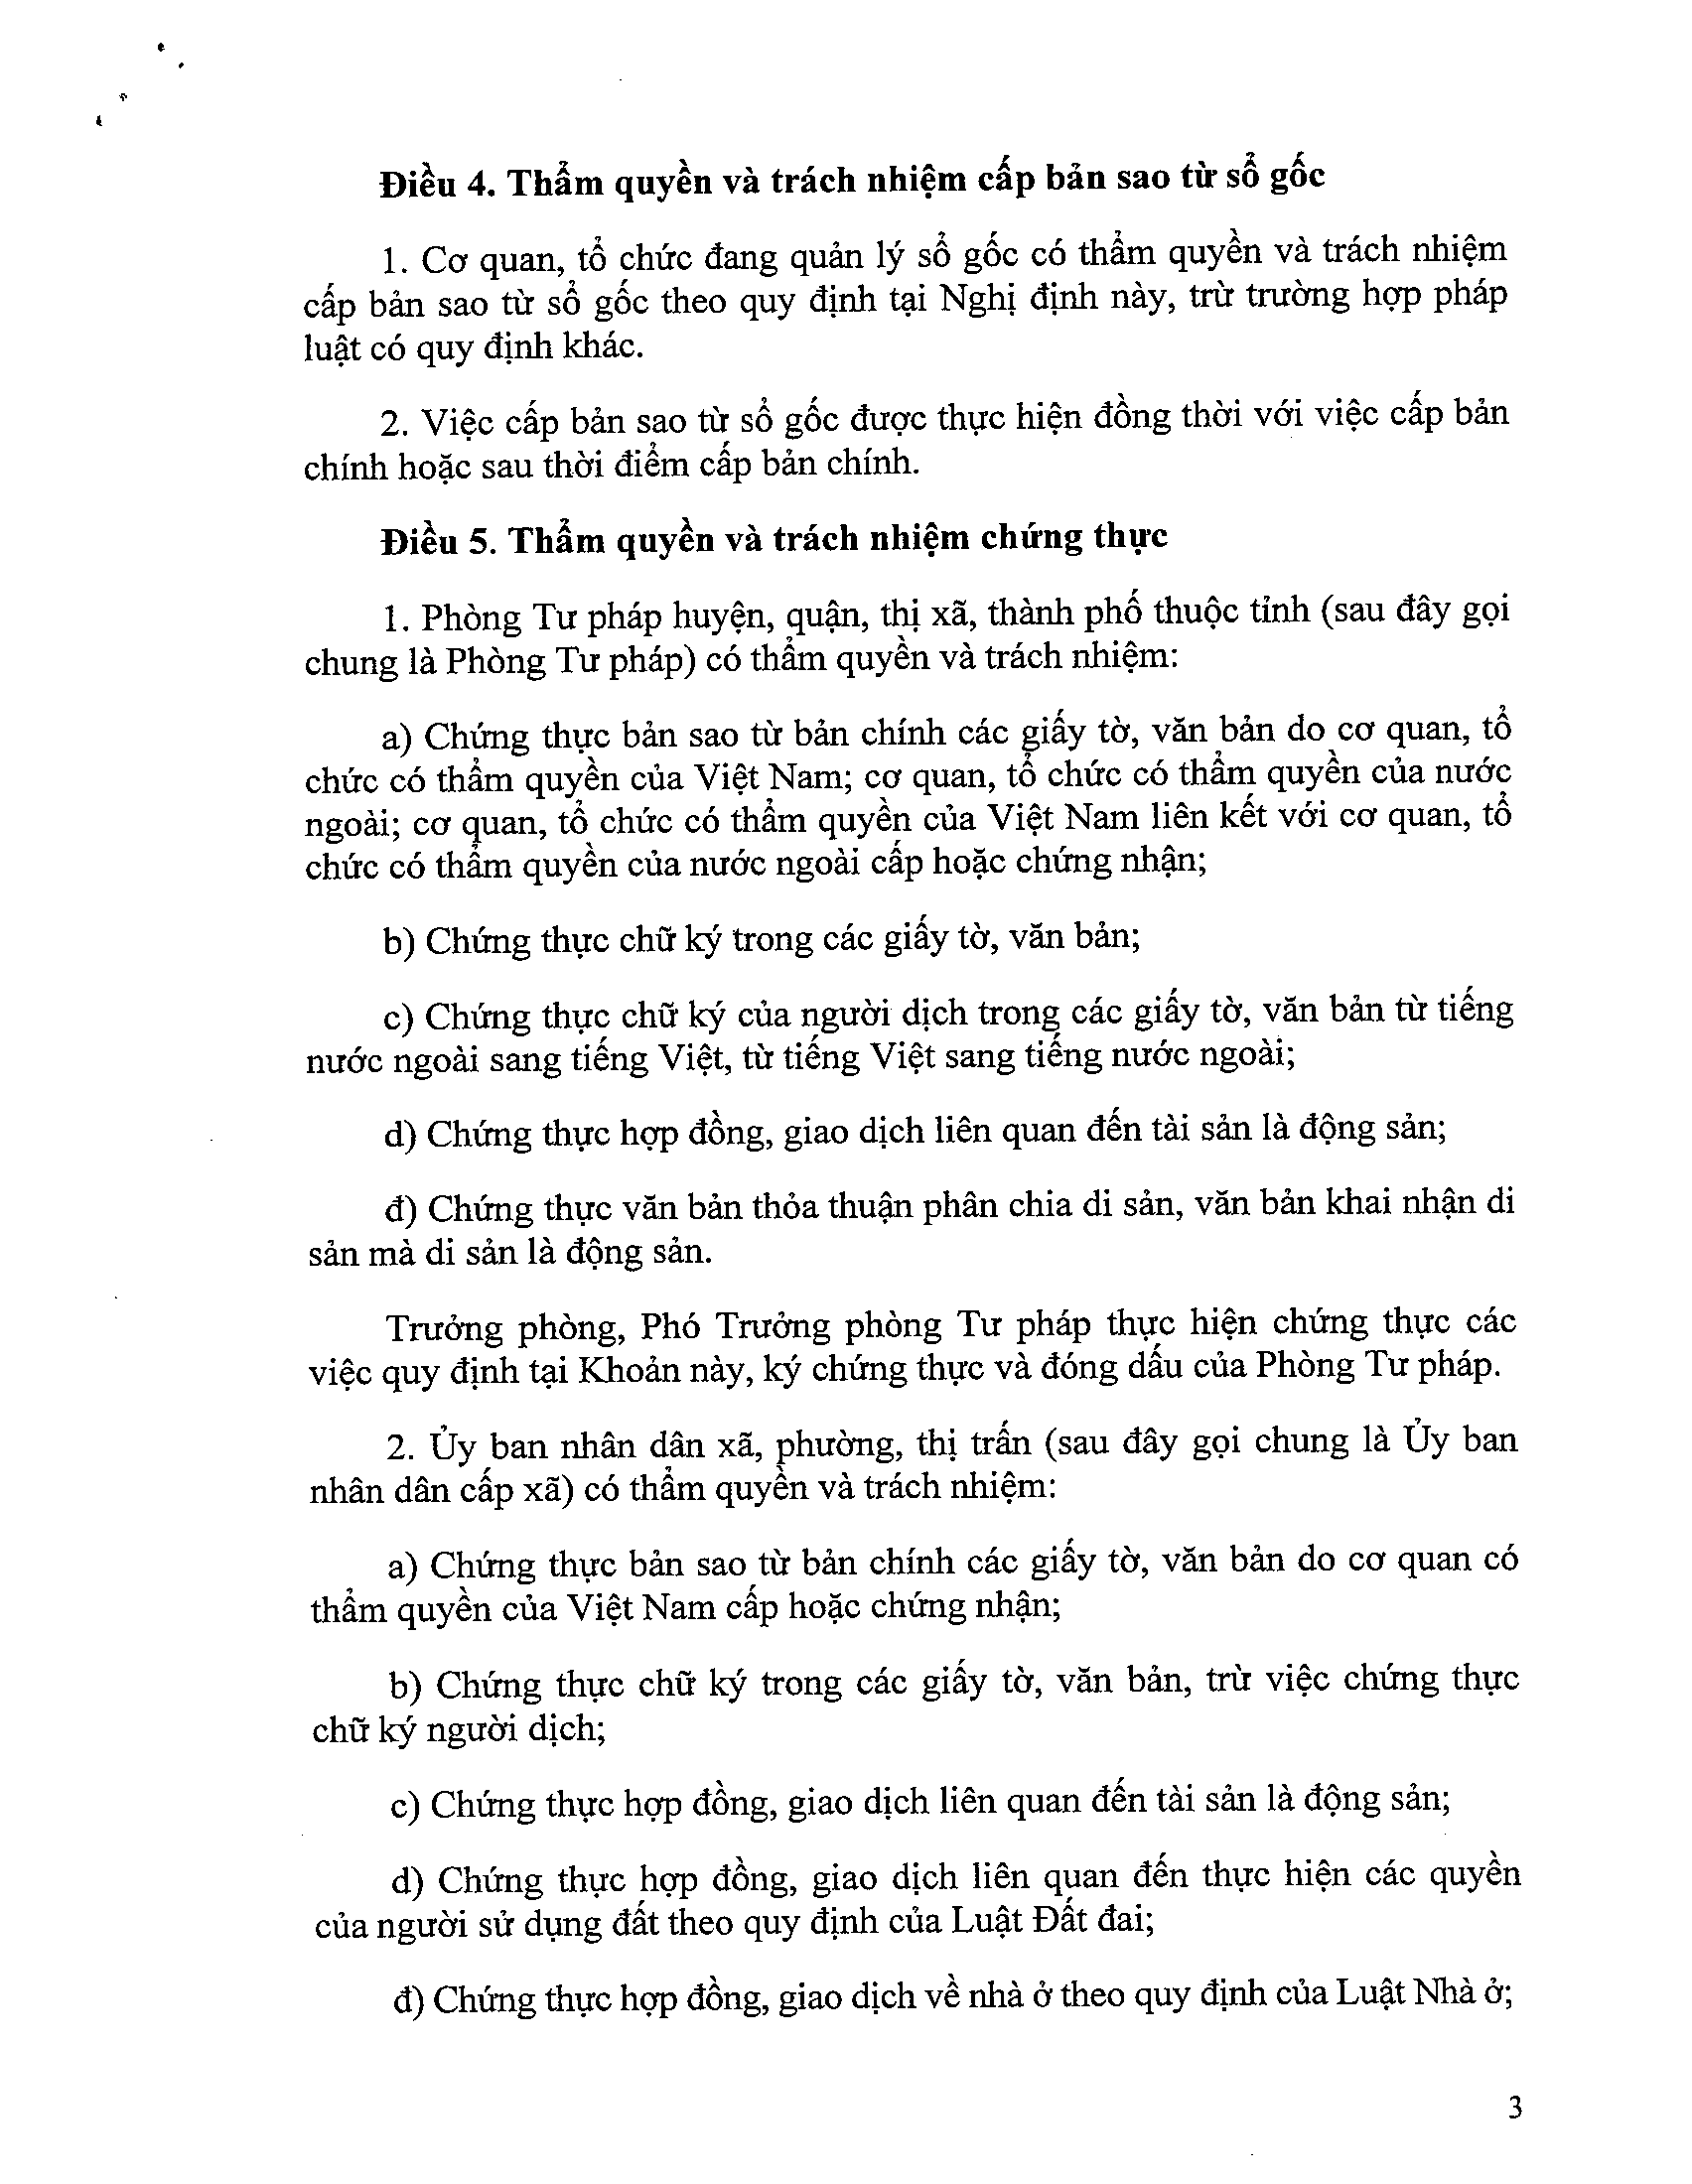 Điều 4. Thẩm quyền và trách nhiệm cấp bản sao từ sổ gốc
1. Cơ quan, tổ chức đang quản lý sổ gốc có thẩm quyền và trách nhiệm
cấp bản sao từ sổ gốc theo quy định tại Nghị định này, trừ trường hợp pháp
luật có quy định khác.
2. Việc cấp bản sao từ sổ gốc được thực hiện đồng thời với việc cấp bản
chính hoặc sau thời điểm cấp bản chính.
Điều 5. Thẩm quyền và trách nhiệm chứng thực
1. Phòng Tư pháp huyện, quận, thị xã, thành phố thuộc tỉnh (sau đây gọi
chung là Phòng Tư pháp) có thẩm quyền và trách nhiệm:
a) Chứng thực bản sao từ bản chính các giấy tờ, văn bản do cơ quan, tổ
chức có thẩm quyền của Việt Nam; cơ quan, tổ chức có thẩm quyền của nước
ngoài; cơ quan, tổ chức có thẩm quyền của Việt Nam liên kết với cơ quan, tổ
chức có thẩm quyền của nước ngoài cấp hoặc chứng nhận;
b) Chứng thực chữ ký trong các giấy tờ, văn bản;
c) Chứng thực chữ ký của người dịch trong các giấy tờ, văn bản từ tiếng
nước ngoài sang tiếng Việt, từ tiếng Việt sang tiếng nước ngoài;
d) Chứng thực hợp đồng, giao dịch liên quan đến tài sản là động sản;
đ) Chứng thực văn bản thỏa thuận phân chia di sản, văn bản khai nhận di
sản mà di sản là động sản.
Trưởng phòng, Phó Trưởng phòng Tư pháp thực hiện chứng thực các
việc quy định tại Khoản này, ký chứng thực và đóng dấu của Phòng Tư pháp.
2. Ủy ban nhân dân xã, phường, thị trấn (sau đây gọi chung là Ủy ban
nhân dân cấp xã) có thẩm quyền và trách nhiệm:
a) Chứng thực bản sao từ bản chính các giấy tờ, văn bản do cơ quan có
thẩm quyền của Việt Nam cấp hoặc chứng nhận;
b) Chứng thực chữ ký trong các giấy tờ, văn bản, trừ việc chứng thực
chữ ký người dịch;
c) Chứng thực hợp đồng, giao dịch liên quan đến tài sản là động sản;
d) Chứng thực hợp đồng, giao dịch liên quan đến thực hiện các quyền
của người sử dụng đất theo quy định của Luật Đất đai;
đ) Chứng thực hợp đồng, giao dịch về nhà ở theo quy định của Luật Nhà ở;
3